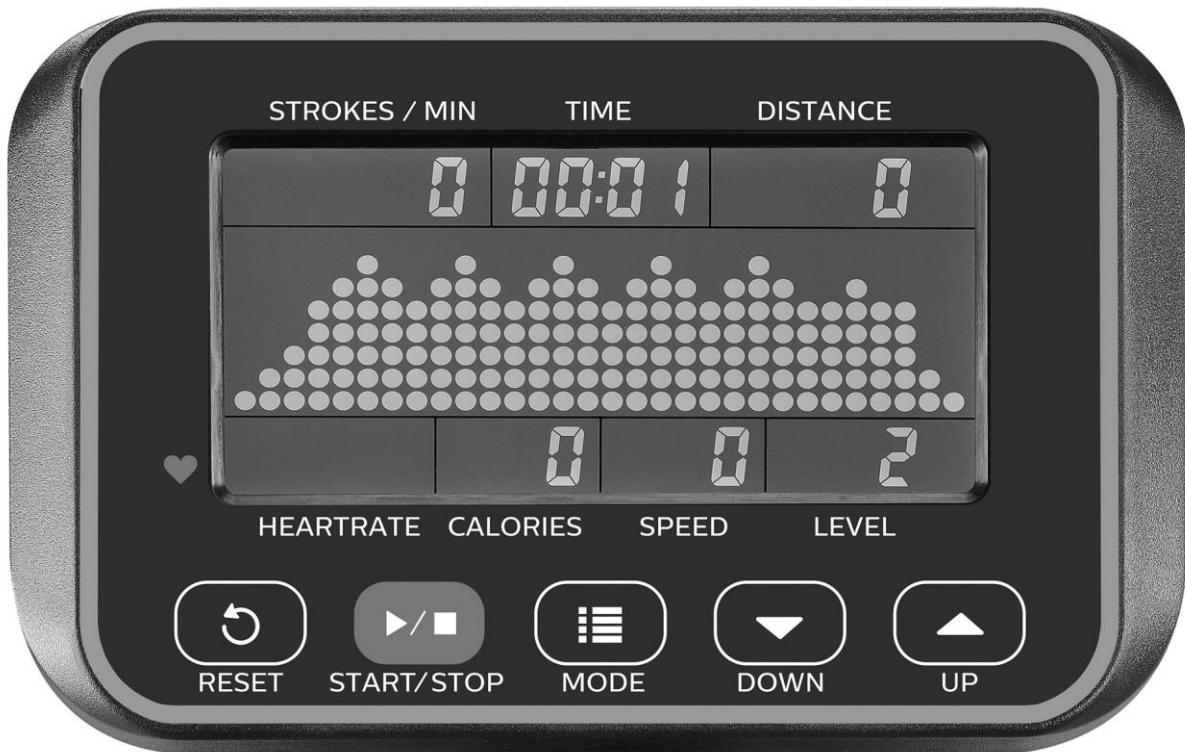 STROKES / MIN TIME DISTANCE
0 00:01 0
0 0 2
HEARTRATE CALORIES SPEED LEVEL
RESET START/STOP MODE DOWN UP